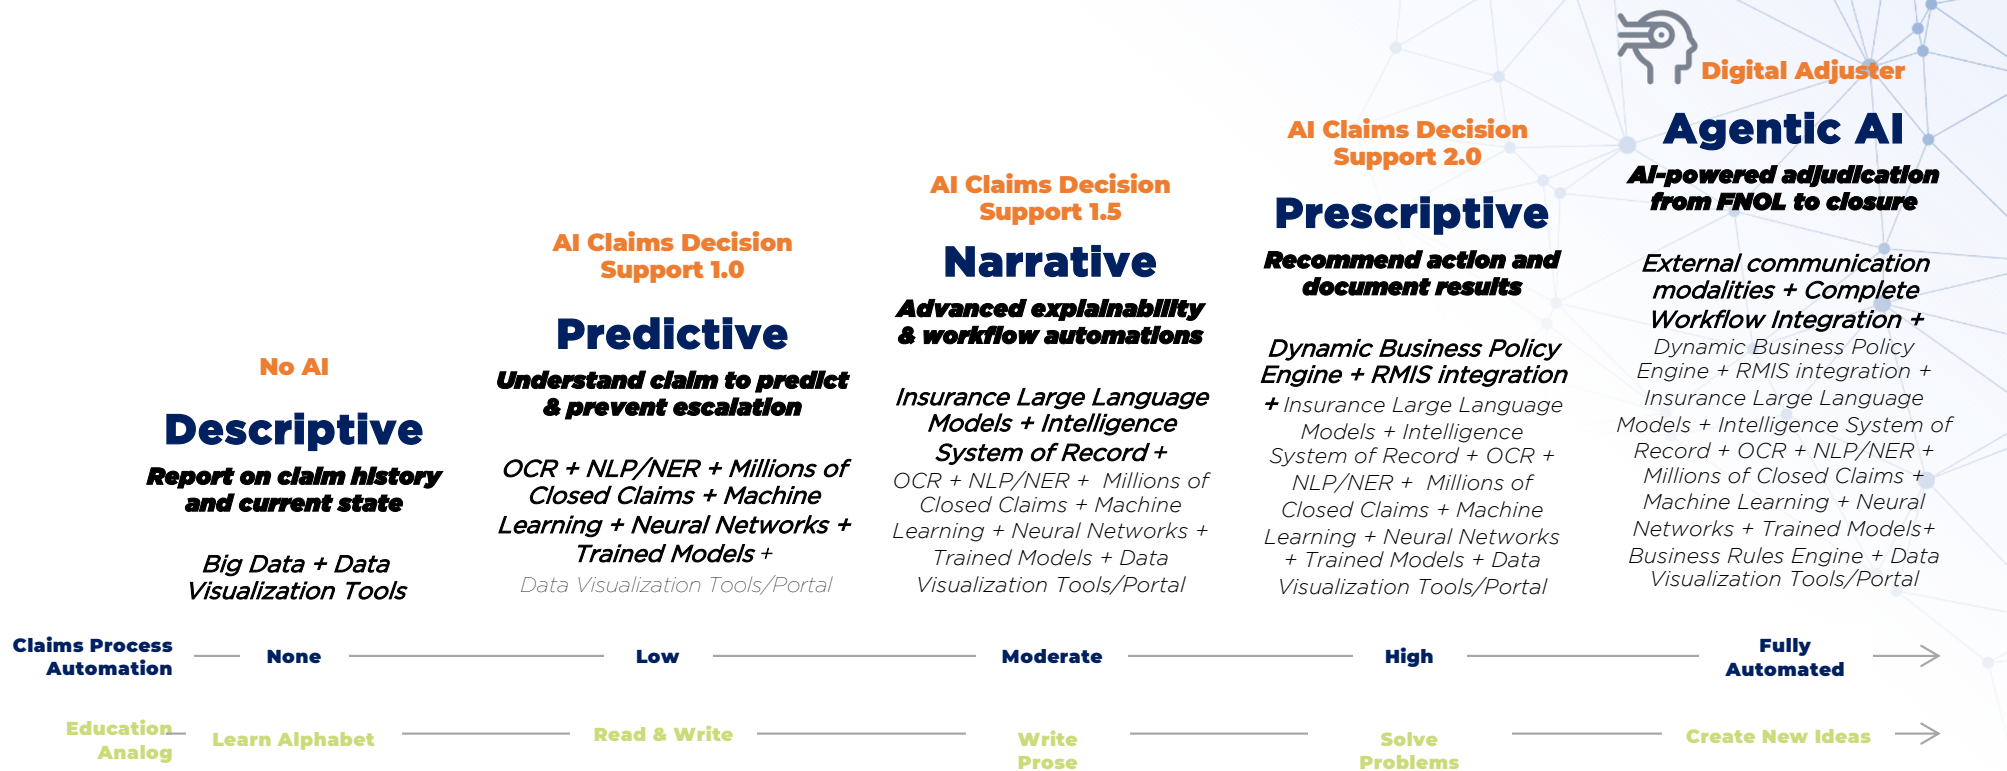 No AI
Descriptive
Report on claim history
and current state
Big Data + Data
Visualization Tools
AI Claims Decision
Support 1.0
Predictive
Understand claim to predict
& prevent escalation
OCR + NLP/NER + Millions of
Closed Claims + Machine
Learning + Neural Networks +
Trained Models +
Data Visualization Tools/Portal
AI Claims Decision
Support 1.5
Narrative
Advanced explainability
& workflow automations
Insurance Large Language
Models + Intelligence
System of Record +
OCR + NLP/NER + Millions of
Closed Claims + Machine
Learning + Neural Networks +
Trained Models + Data
Visualization Tools/Portal
AI Claims Decision
Support 2.0
Prescriptive
Recommend action and
document results
Dynamic Business Policy
Engine + RMIS integration
+ Insurance Large Language
Models + Intelligence
System of Record + OCR +
NLP/NER + Millions of
Closed Claims + Machine
Learning + Neural Networks
+ Trained Models + Data
Visualization Tools/Portal
Digital Adjuster
Agentic AI
AI-powered adjudication
from FNOL to closure
External communication
modalities + Complete
Workflow Integration +
Dynamic Business Policy
Engine + RMIS integration +
Insurance Large Language
Models + Intelligence System of
Record + OCR + NLP/NER +
Millions of Closed Claims +
Machine Learning + Neural
Networks + Trained Models+
Business Rules Engine + Data
Visualization Tools/Portal
Claims Process
Automation
None
Low
Moderate
High
Fully
Automated
Education
Analog
Learn Alphabet
Read & Write
Write
Prose
Solve
Problems
Create New Ideas